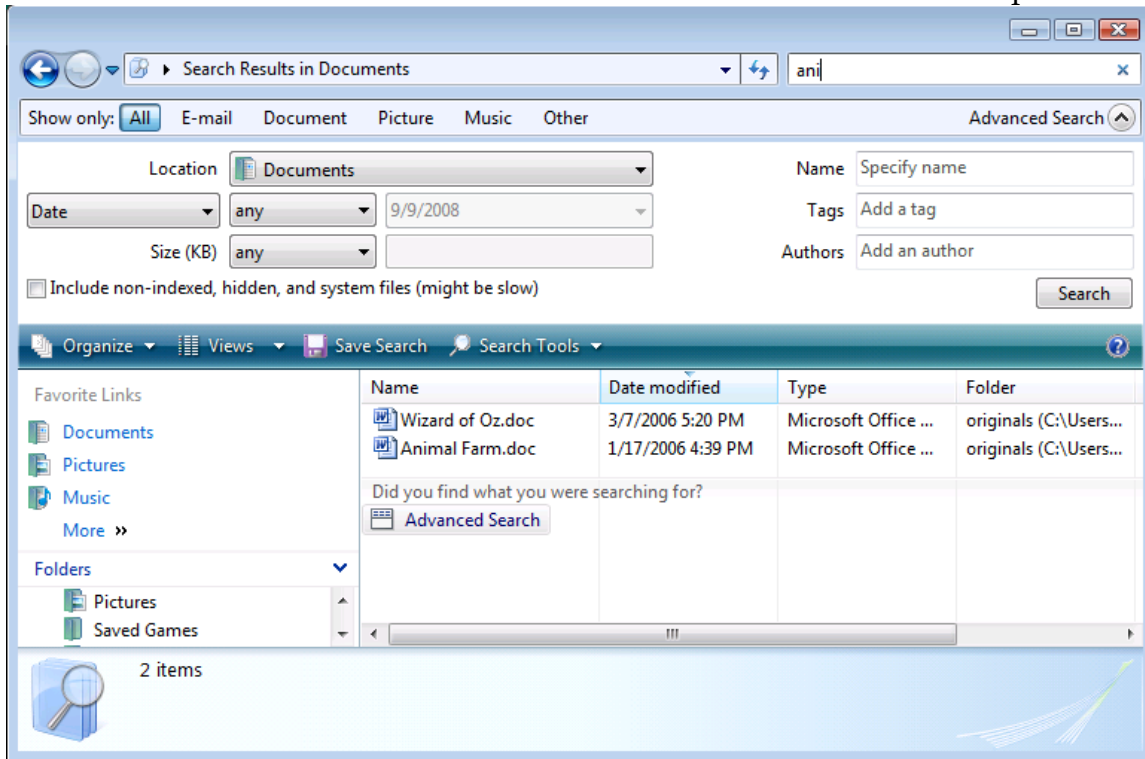 Search Results in Documents ani
Show only: All E-mail Document Picture Music Other Advanced Search
Location Documents Name Specify name
Date any 9/9/2008 Tags Add a tag
Size (KB) any Authors Add an author
Include non-indexed, hidden, and system files (might be slow)
Search
Organize Views Save Search Search Tools ?
Favorite Links Name Date modified Type Folder
Documents Wizard of Oz.doc 3/7/2006 5:20 PM Microsoft Office ... originals (C:\Users...
Pictures Animal Farm.doc 1/17/2006 4:39 PM Microsoft Office ... originals (C:\Users...
Music Did you find what you were searching for?
More » Advanced Search
Folders
Pictures
Saved Games
2 items